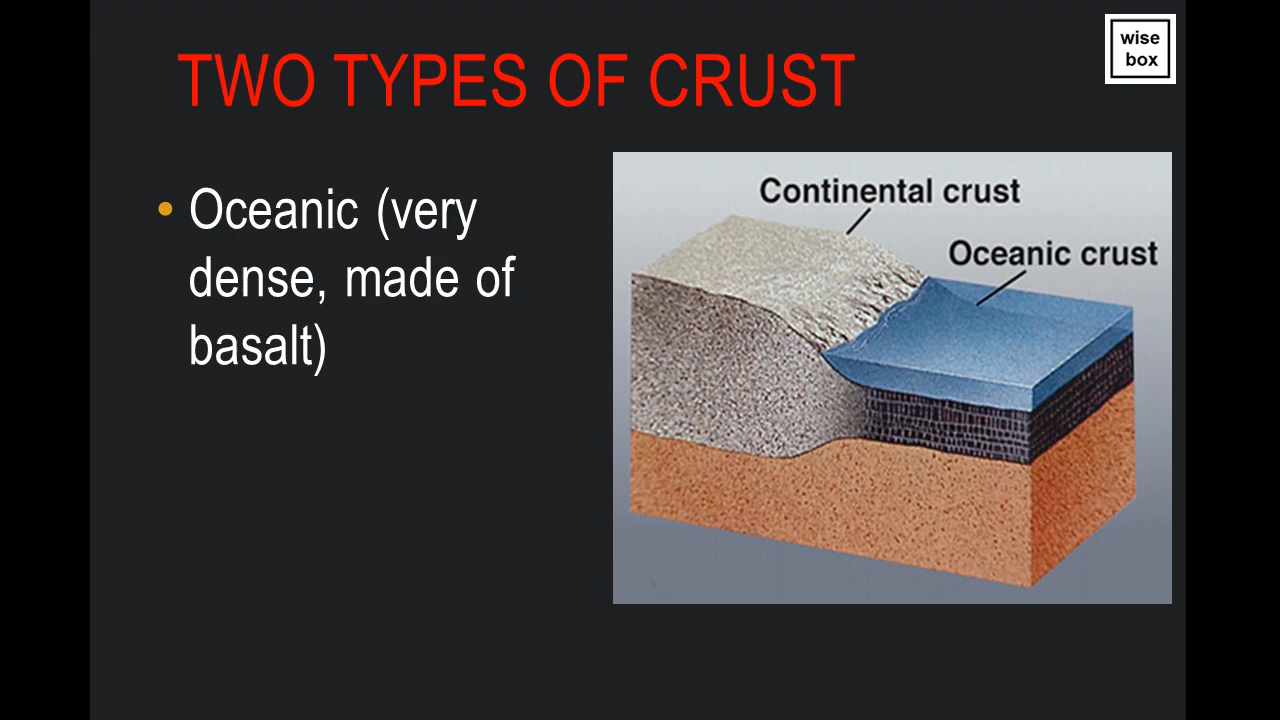 TWO TYPES OF CRUST
wise
box
• Oceanic (very
dense, made of
basalt)
Continental crust
Oceanic crust